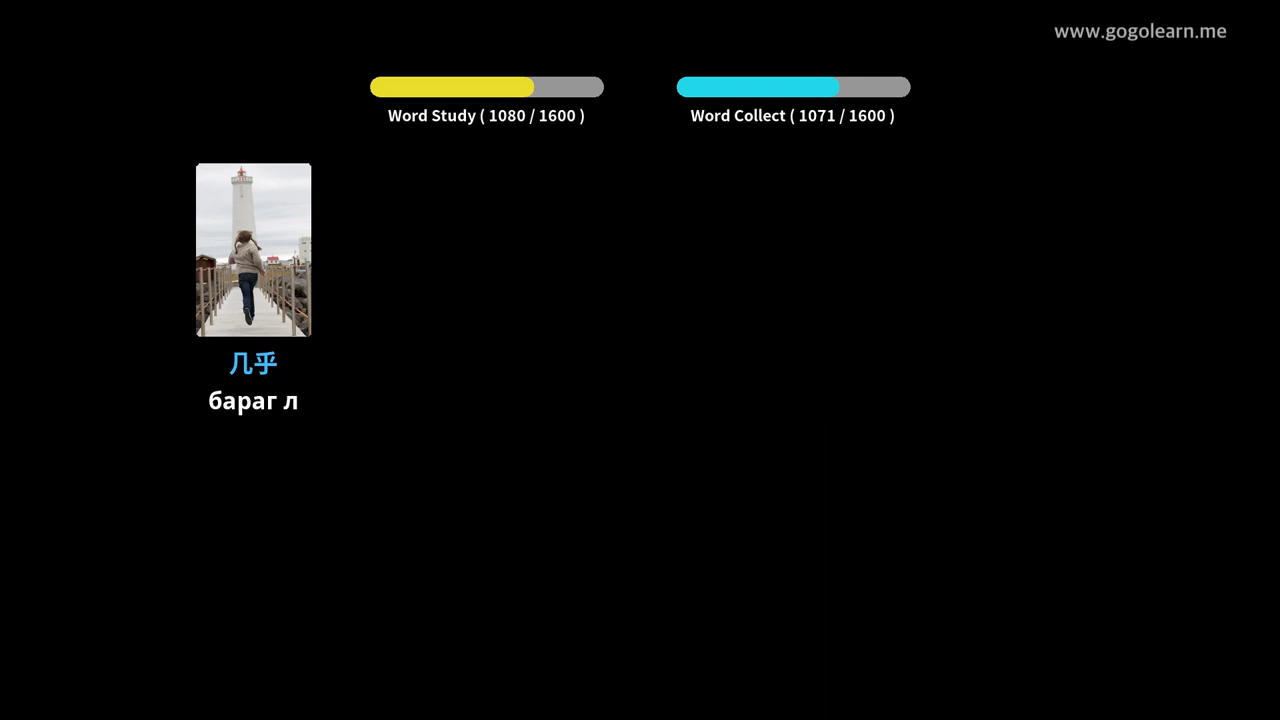 www.gogolearn.me
Word Study ( 1080 / 1600 )
Word Collect ( 1071 / 1600 )
几乎
бараг л